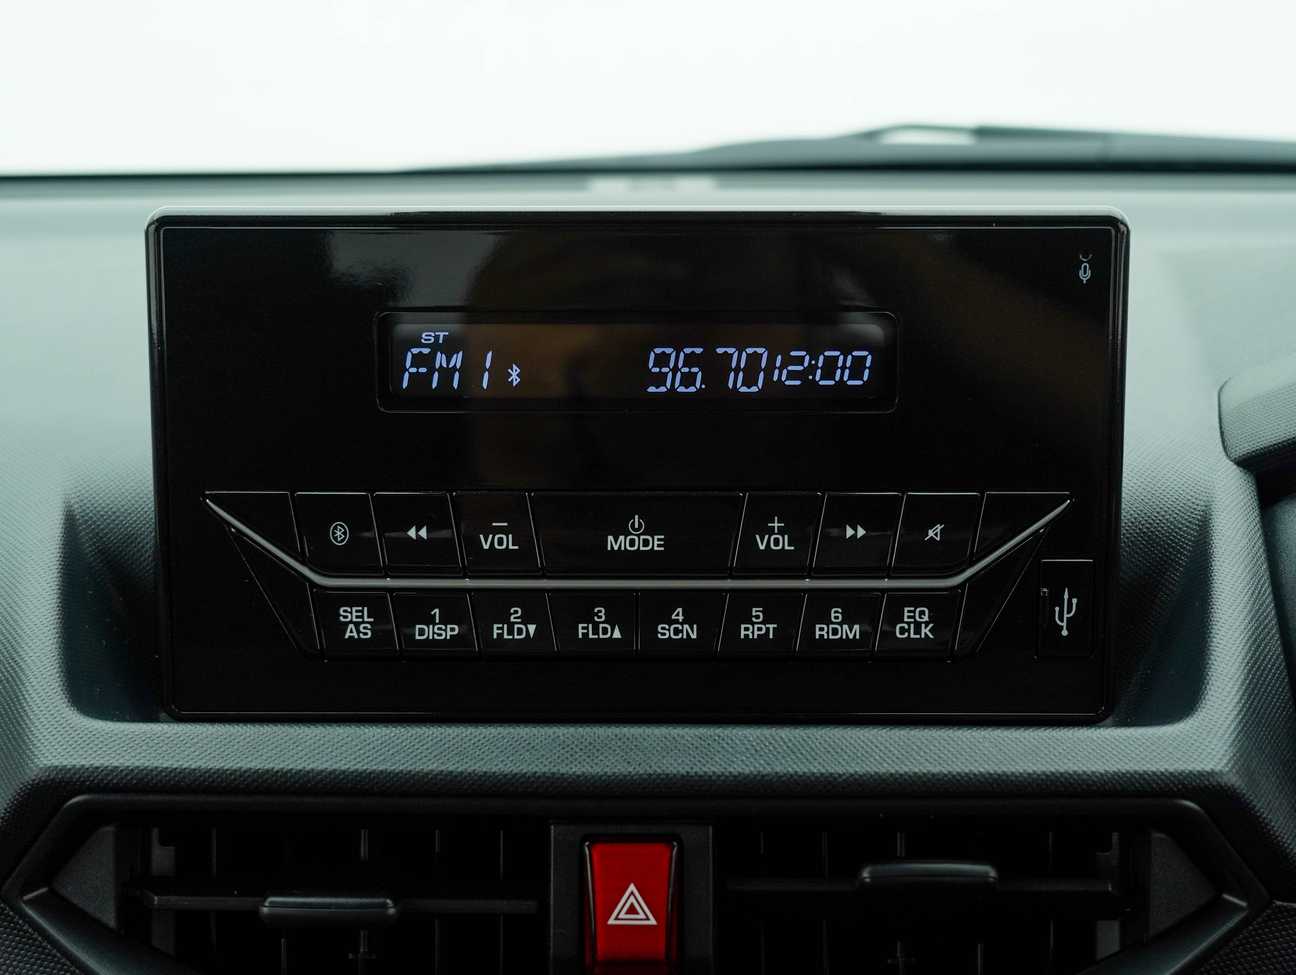 ST
FM1 96.70 12:00
− VOL
MODE
+ VOL
SEL AS
1 DISP
2 FLD▼
3 FLD▲
4 SCN
5 RPT
6 RDM
EQ CLK